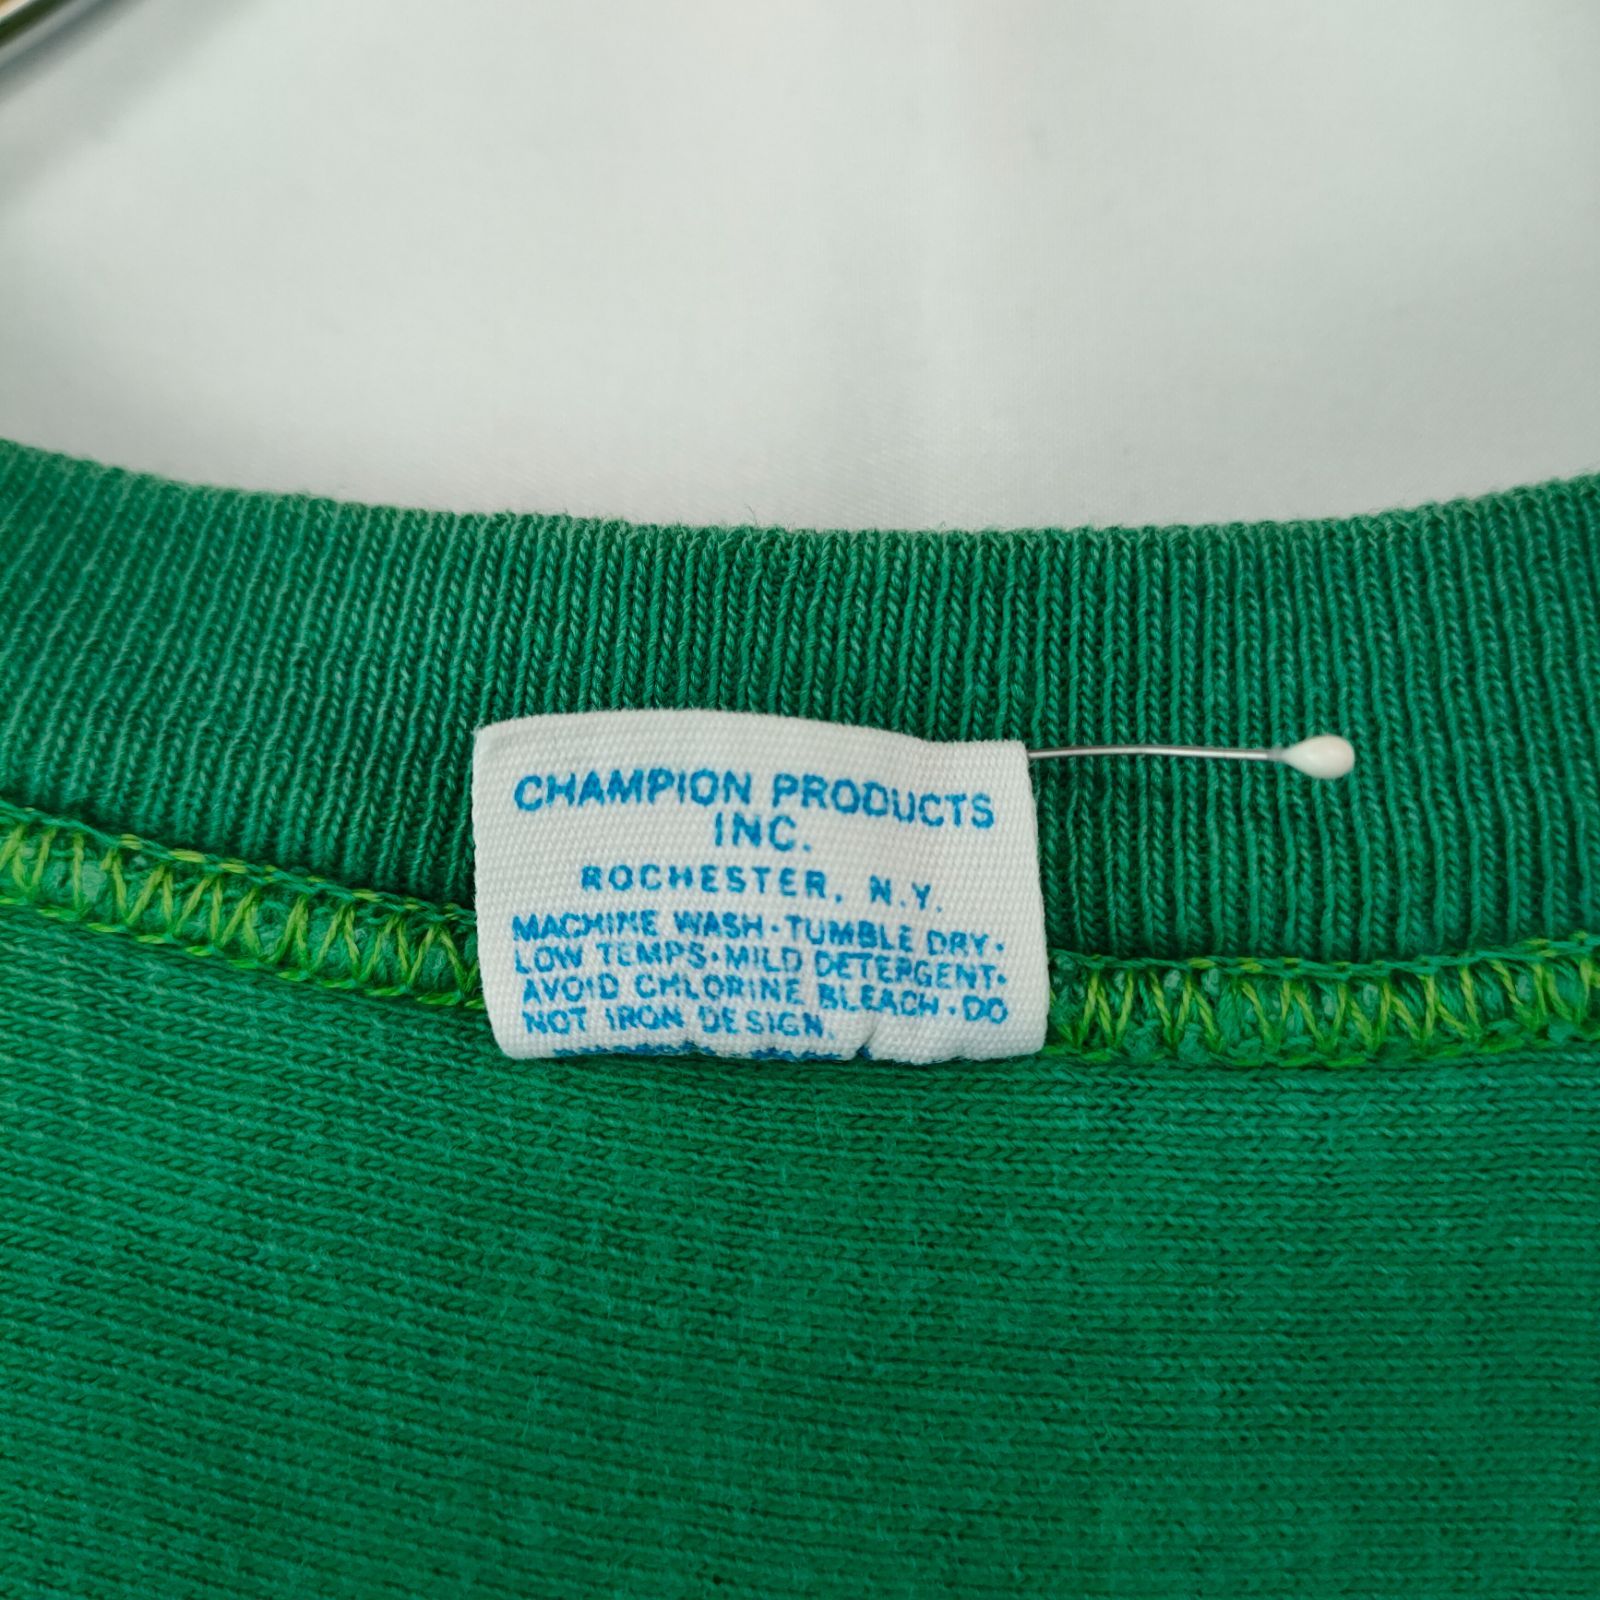 CHAMPION PRODUCTS
INC.
ROCHESTER, N.Y.
MACHINE WASH·TUMBLE DRY·
LOW TEMPS·MILD DETERGENT·
AVOID CHLORINE BLEACH·DO
NOT IRON DESIGN.